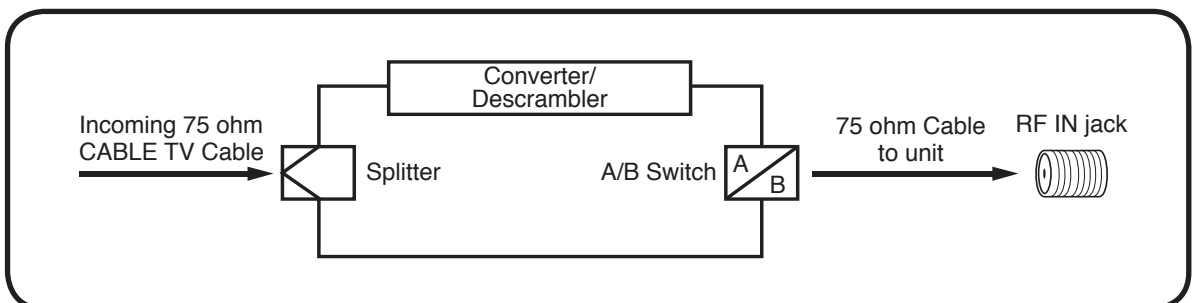 Converter/
Descrambler
Incoming 75 ohm
CABLE TV Cable
Splitter
A/B Switch
A
B
75 ohm Cable
to unit
RF IN jack